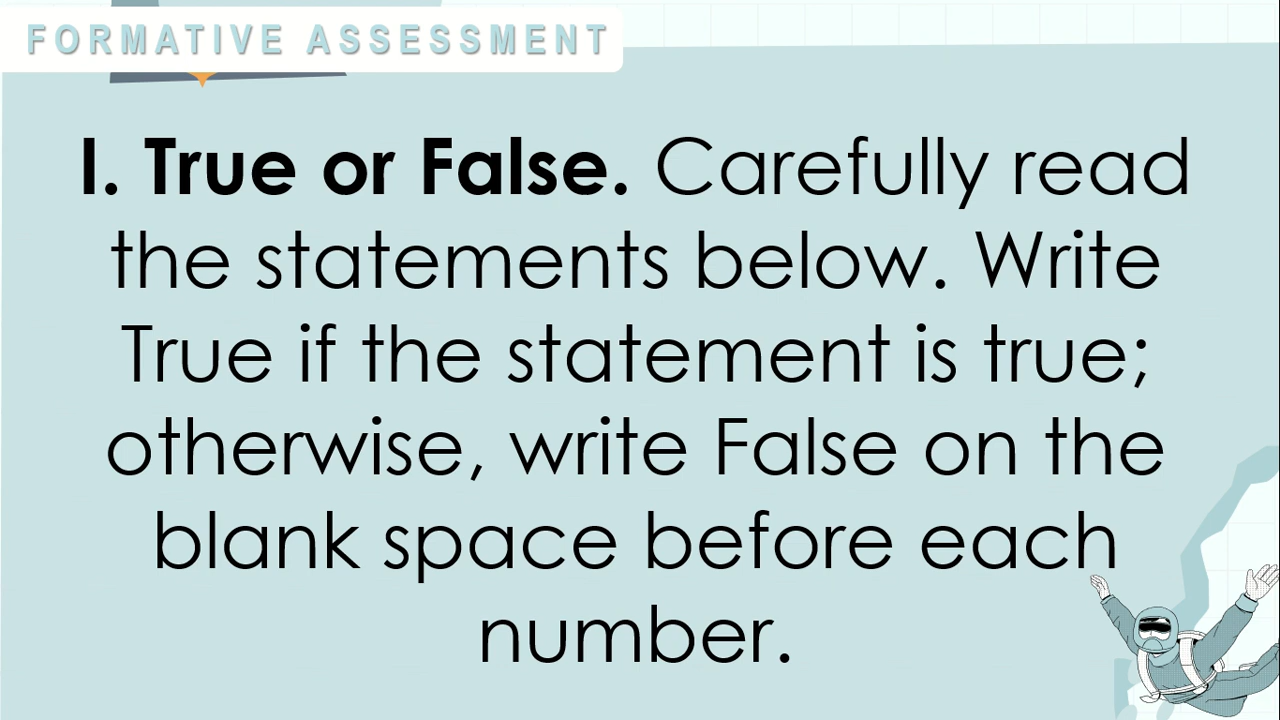 FORMATIVE ASSESSMENT
I. True or False. Carefully read
the statements below. Write
True if the statement is true;
otherwise, write False on the
blank space before each
number.